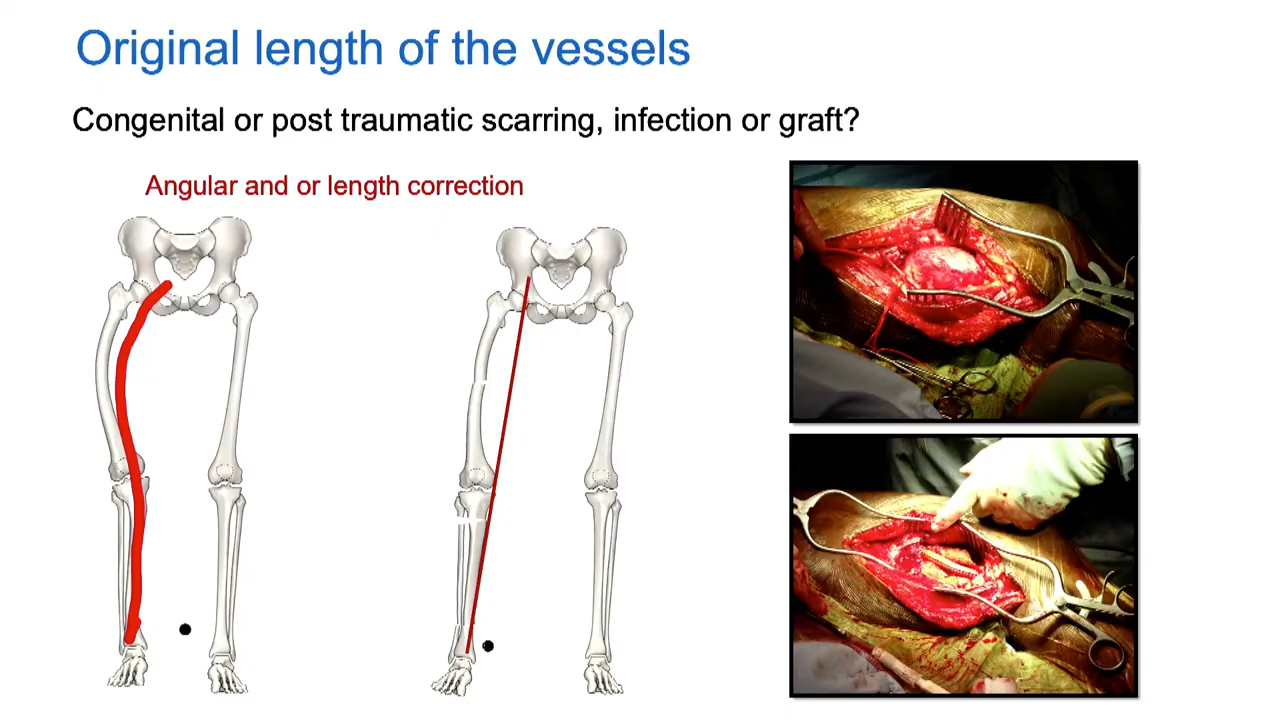 Original length of the vessels
Congenital or post traumatic scarring, infection or graft?
Angular and or length correction